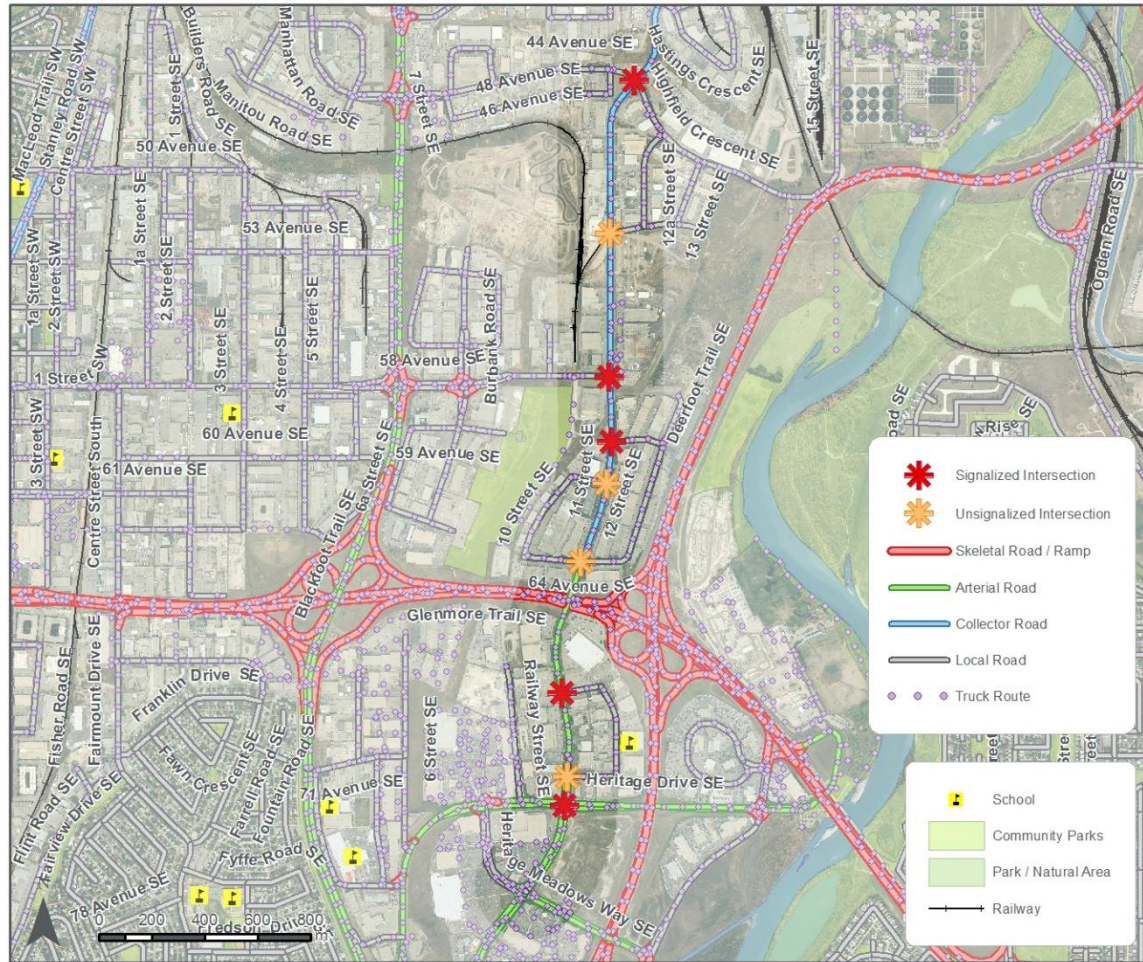 44 Avenue SE
Hastings Crescent SE
Highfield Crescent SE
48 Avenue SE
46 Avenue SE
Manhattan Road SE
Builders Road SE
Manitou Road SE
1 Street SE
7 Street SE
15 Street SE
MacLeod Trail SW
Stanley Road SW
Centre Street SW
50 Avenue SE
1a Street SE
2 Street SE
53 Avenue SE
12a Street SE
13 Street SE
Ogden Road SE
1a Street SW
2 Street SW
3 Street SE
4 Street SE
5 Street SE
Burbank Road SE
Deerfoot Trail SE
58 Avenue SE
1 Street SW
3 Street SW
60 Avenue SE
61 Avenue SE
59 Avenue SE
Centre Street South
6a Street SE
10 Street SE
11 Street SE
12 Street SE
Road SE
Rise
Blackfoot Trail SE
64 Avenue SE
Glenmore Trail SE
Fisher Road SE
Fairmount Drive SE
Franklin Drive SE
Railway Street SE
6 Street SE
Fawn Crescent SE
Farrell Road SE
Fountain Road SE
71 Avenue SE
Heritage Drive SE
Flint Road SE
Fairview Drive SE
Fyffe Road SE
Heritage Meadows Way SE
78 Avenue SE
Signalized Intersection
Unsignalized Intersection
Skeletal Road / Ramp
Arterial Road
Collector Road
Local Road
Truck Route
School
Community Parks
Park / Natural Area
Railway
0 200 400 600 800
m